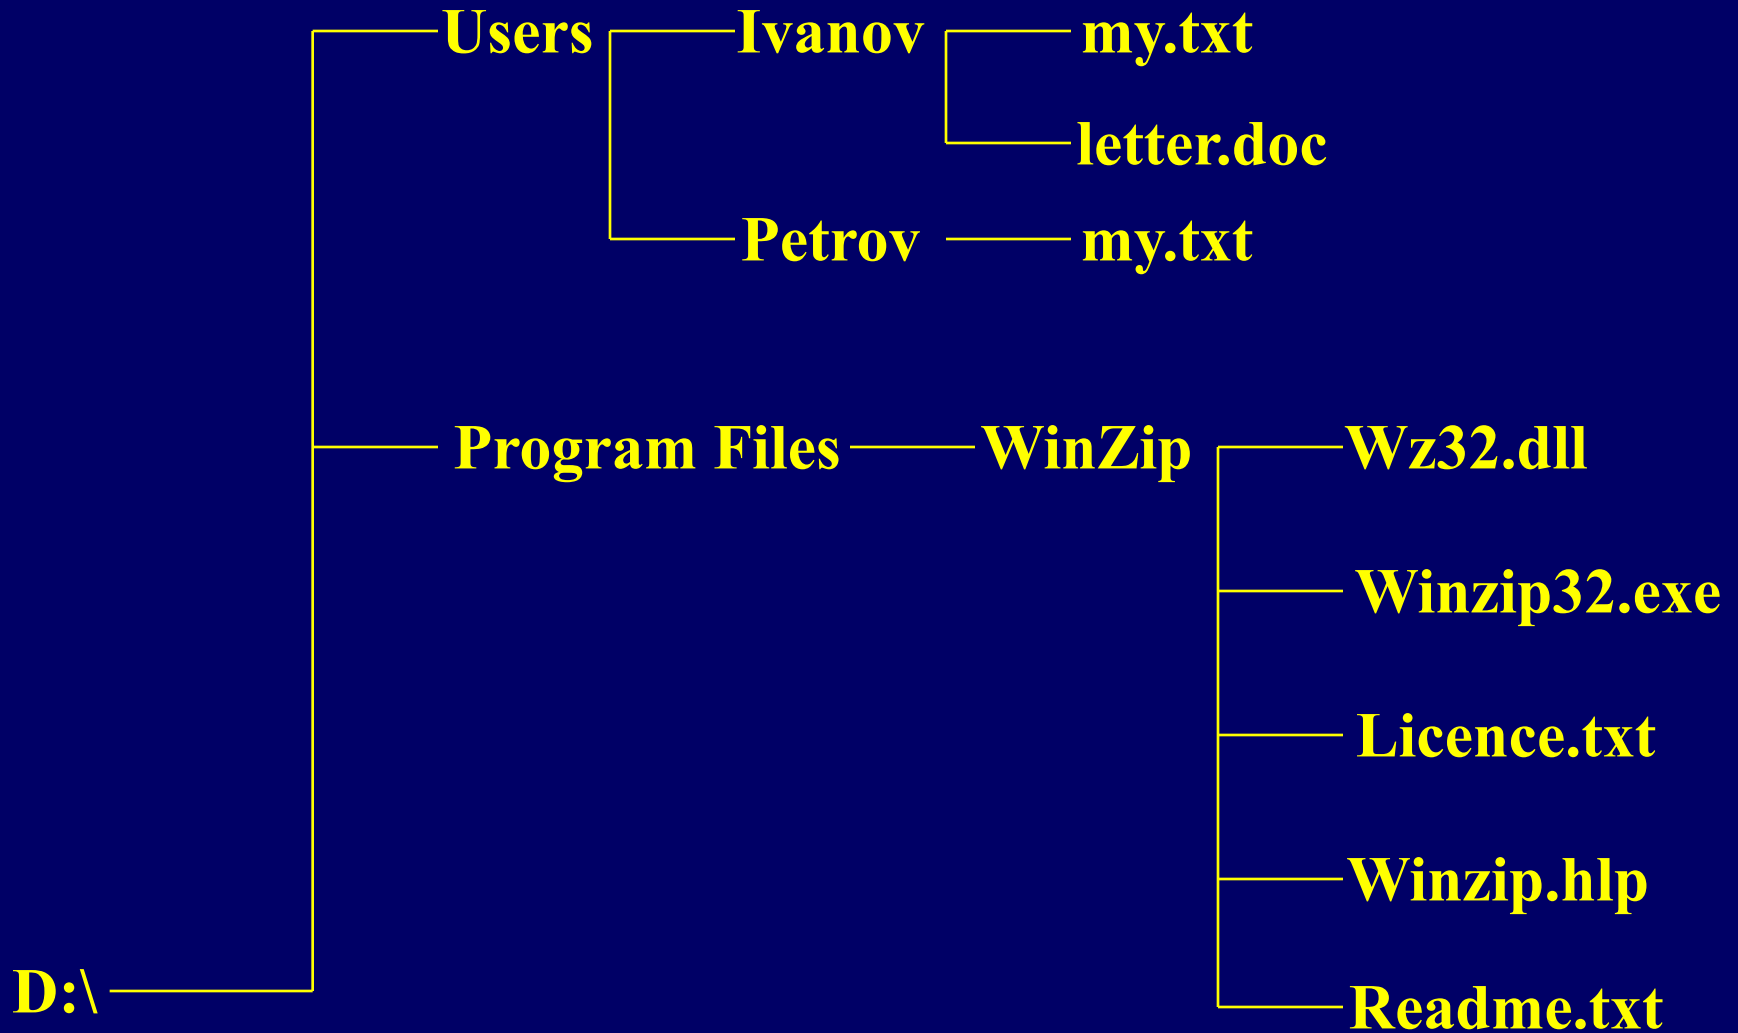 Users Ivanov my.txt
letter.doc
Petrov my.txt
Program Files WinZip Wz32.dll
Winzip32.exe
Licence.txt
Winzip.hlp
D:\ Readme.txt